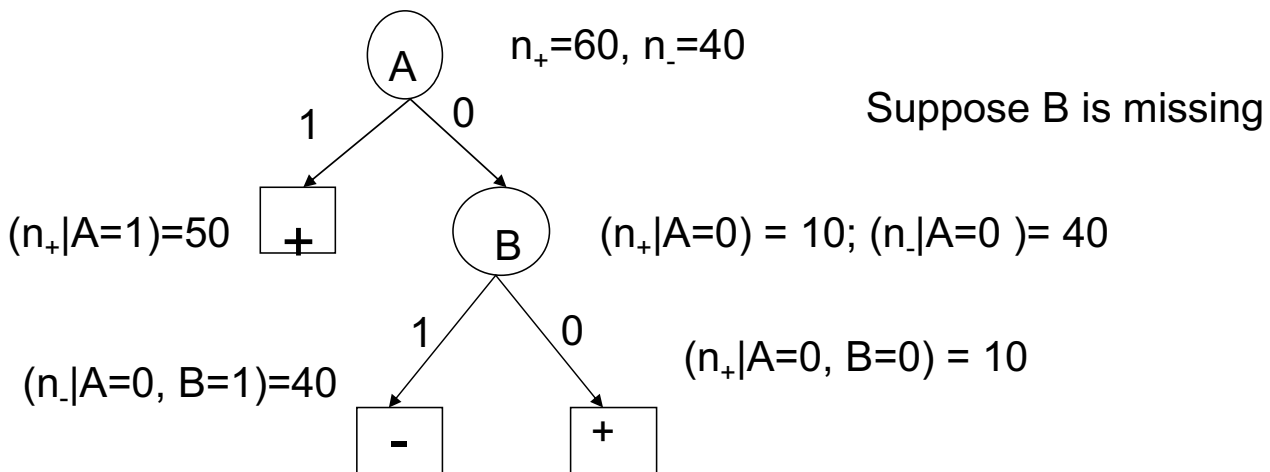 n₊=60, n₋=40
A
Suppose B is missing
1 0
(n₊|A=1)=50
+
B
(n₊|A=0) = 10; (n₋|A=0 )= 40
1 0
(n₊|A=0, B=0) = 10
(n₋|A=0, B=1)=40
- +